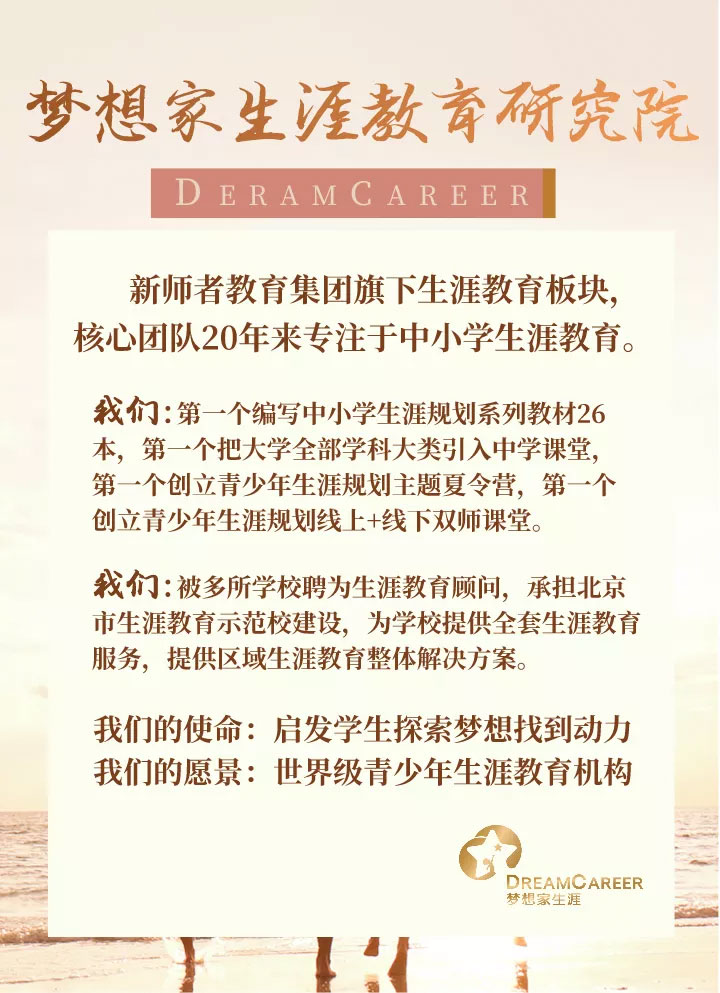 梦想家生涯教育研究院
DERAMCAREER
新师者教育集团旗下生涯教育板块，
核心团队20年来专注于中小学生涯教育。
我们：第一个编写中小学生涯规划系列教材26
本，第一个把大学全部学科大类引入中学课堂，
第一个创立青少年生涯规划主题夏令营，第一个
创立青少年生涯规划线上+线下双师课堂。
我们：被多所学校聘为生涯教育顾问，承担北京
市生涯教育示范校建设，为学校提供全套生涯教育
服务，提供区域生涯教育整体解决方案。
我们的使命：启发学生探索梦想找到动力
我们的愿景：世界级青少年生涯教育机构
DREAMCAREER
梦想家生涯